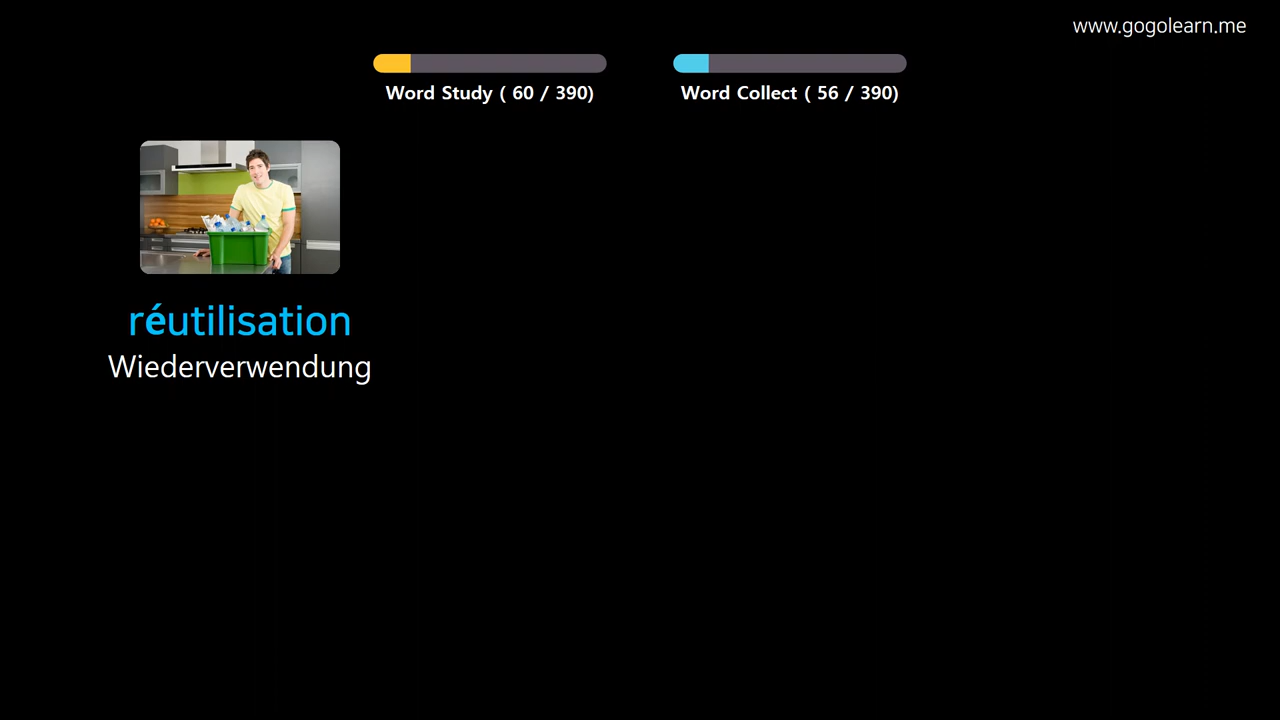 www.gogolearn.me
Word Study ( 60 / 390)
Word Collect ( 56 / 390)
réutilisation
Wiederverwendung